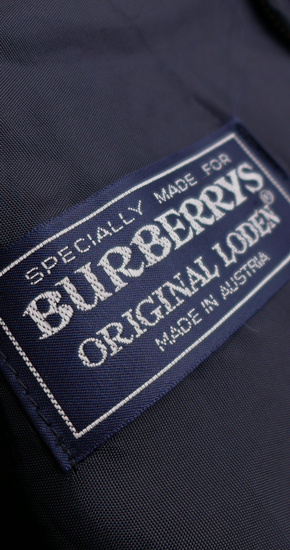 SPECIALLY MADE FOR
BURBERRYS
ORIGINAL LODEN®
MADE IN AUSTRIA